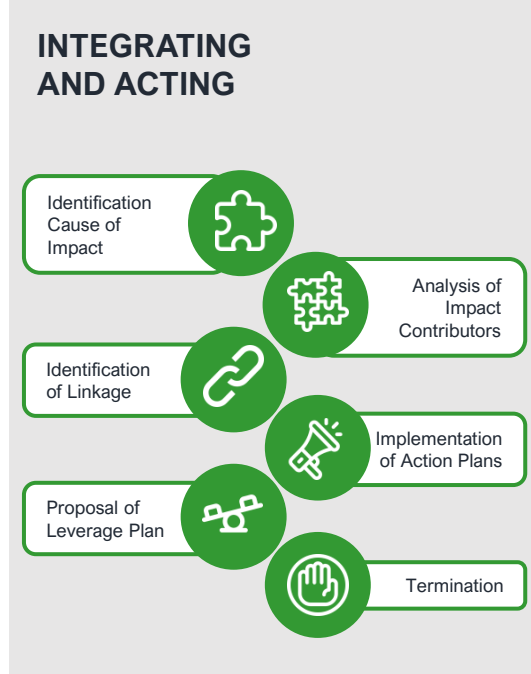 INTEGRATING
AND ACTING
Identification
Cause of
Impact
Analysis of
Impact
Contributors
Identification
of Linkage
Implementation
of Action Plans
Proposal of
Leverage Plan
Termination